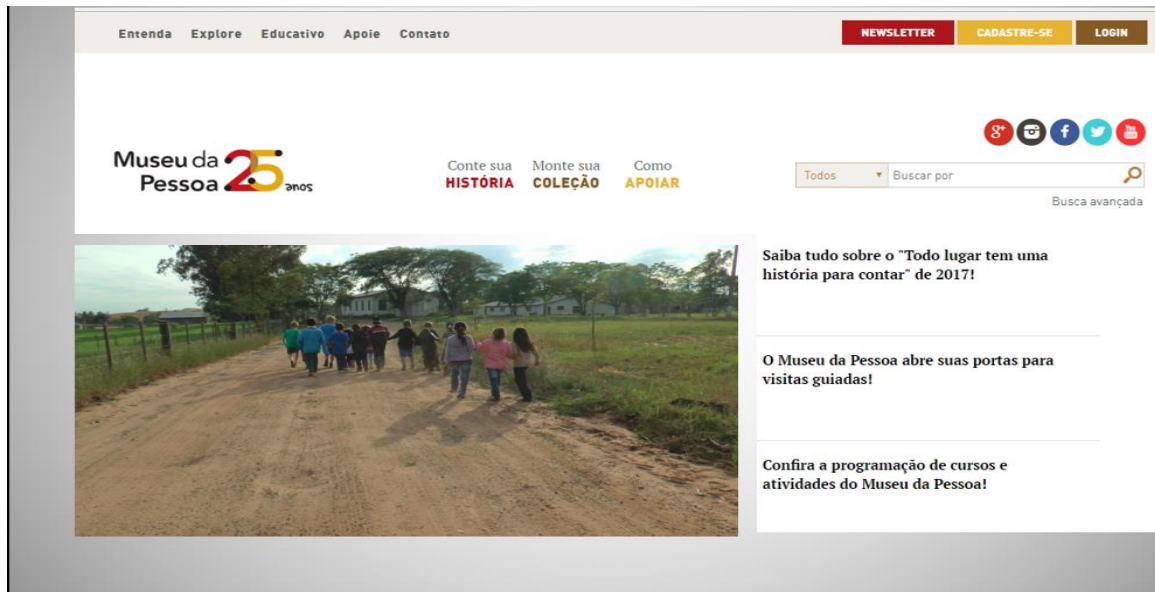 Entenda Explore Educativo Apoie Contato
NEWSLETTER CADASTRE-SE LOGIN
Museu da
Pessoa 25 anos
Conte sua
HISTÓRIA
Monte sua
COLEÇÃO
Como
APOIAR
Todos
Buscar por
Busca avançada
Saiba tudo sobre o "Todo lugar tem uma
história para contar" de 2017!
O Museu da Pessoa abre suas portas para
visitas guiadas!
Confira a programação de cursos e
atividades do Museu da Pessoa!